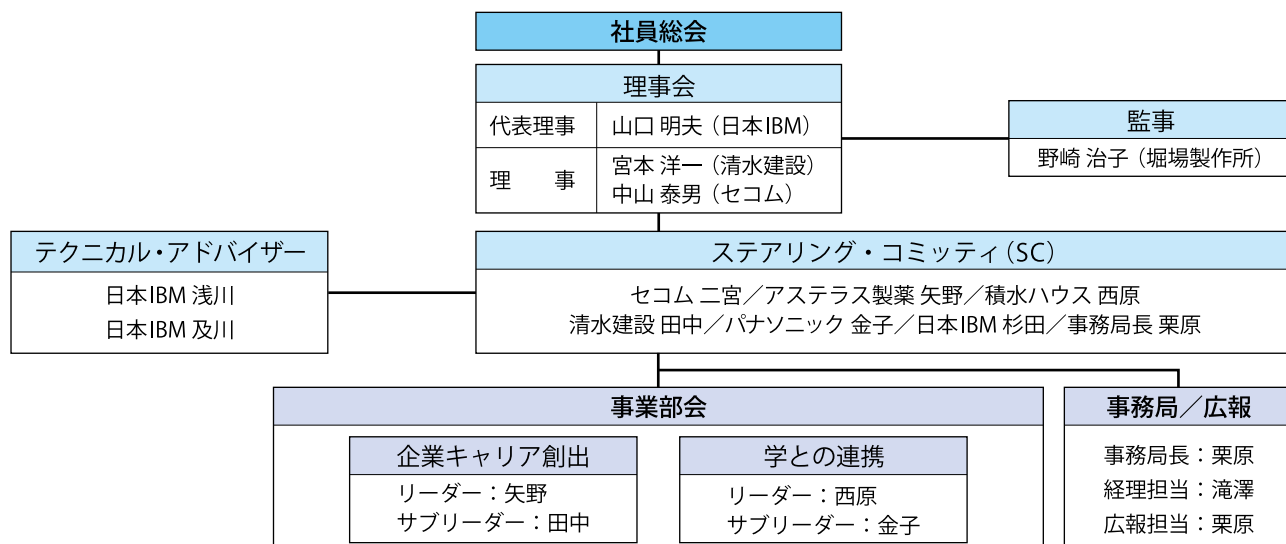 社員総会
理事会
代表理事 山口 明夫（日本IBM）
理　　事 宮本 洋一（清水建設）
中山 泰男（セコム）
監事
野崎 治子（堀場製作所）
テクニカル・アドバイザー
日本IBM 浅川
日本IBM 及川
ステアリング・コミッティ（SC）
セコム 二宮／アステラス製薬 矢野／積水ハウス 西原
清水建設 田中／パナソニック 金子／日本IBM 杉田／事務局長 栗原
事業部会
企業キャリア創出
リーダー：矢野
サブリーダー：田中
学との連携
リーダー：西原
サブリーダー：金子
事務局／広報
事務局長：栗原
経理担当：滝澤
広報担当：栗原